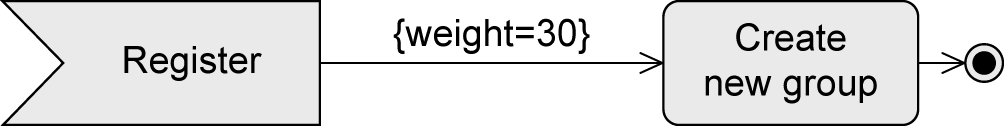 Register
{weight=30}
Create
new group